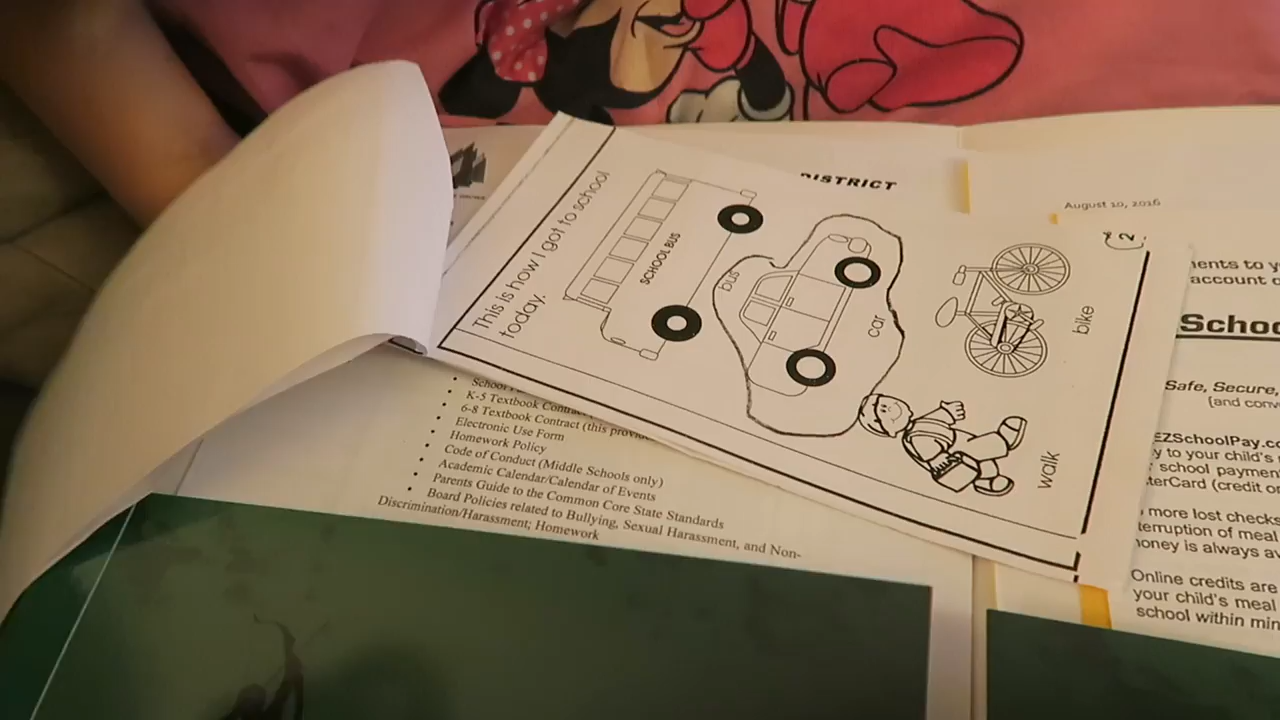 DISTRICT
August 10, 2016
This is how I got to school
today.
SCHOOL BUS
bus
car
bike
walk
2.
School
K-5 Textbook Contract
6-8 Textbook Contract (this
Electronic Use Form
Homework Policy
Code of Conduct (Middle Schools only)
Academic Calendar/Calendar of Events
Parents Guide to the Common Core State Standards
Board Policies related to Bullying, Sexual Harassment, and Non-
Discrimination/Harassment; Homework
ents to y
account o
Schoo
Safe, Secure,
(and conv
EZSchoolPay.c
y to your child's
school payment
terCard (credit or
more lost checks
terruption of meal
oney is always av
Online credits are
your child's meal
school within min